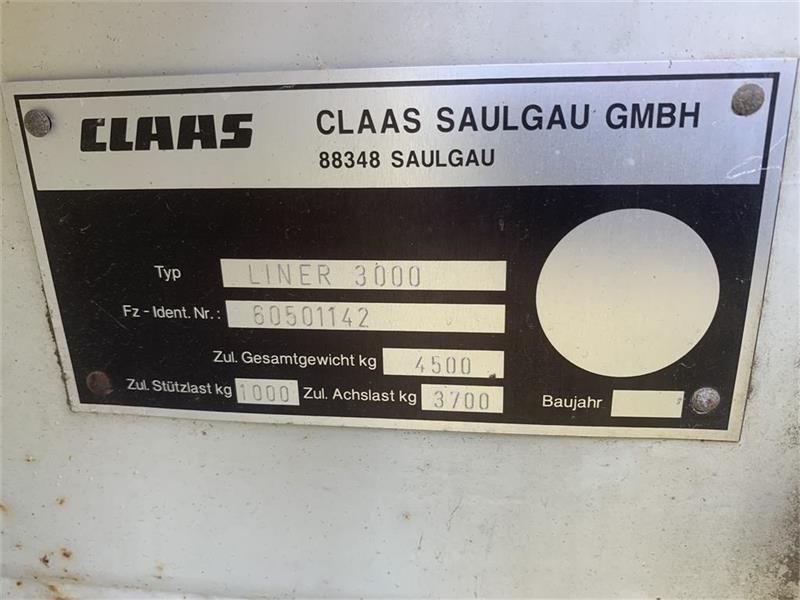 CLAAS CLAAS SAULGAU GMBH
88348 SAULGAU
Typ LINER 3000
Fz - Ident. Nr.: 60501142
Zul. Gesamtgewicht kg 4500
Zul. Stützlast kg 1000 Zul. Achslast kg 3700 Baujahr